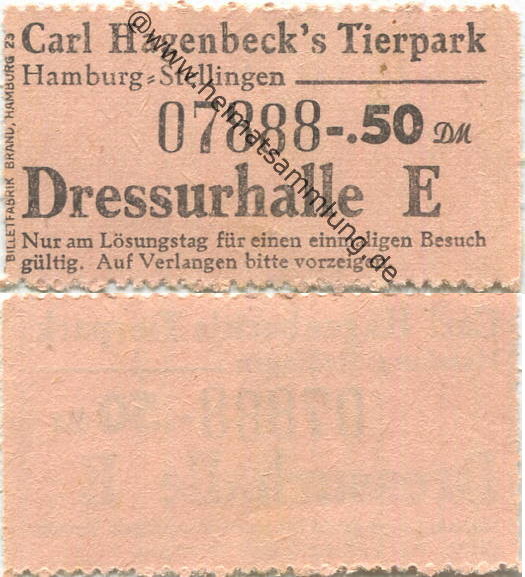 Carl Hagenbeck's Tierpark
Hamburg-Stellingen
07888 -.50 DM
Dressurhalle E
Nur am Lösungstag für einen einmaligen Besuch
gültig. Auf Verlangen bitte vorzeigen
BILLETFABRIK BRAND, HAMBURG 23
@www.heimatsammlung.de